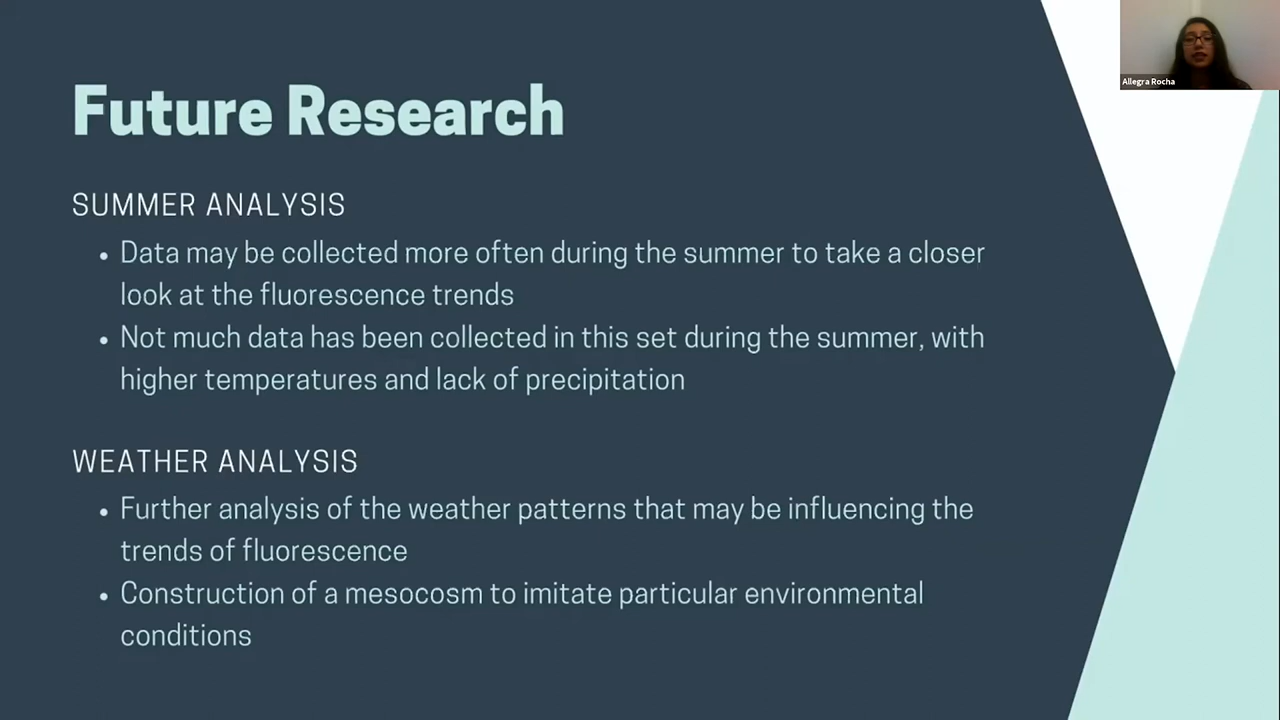 Allegra Rocha
Future Research
SUMMER ANALYSIS
• Data may be collected more often during the summer to take a closer
look at the fluorescence trends
• Not much data has been collected in this set during the summer, with
higher temperatures and lack of precipitation
WEATHER ANALYSIS
• Further analysis of the weather patterns that may be influencing the
trends of fluorescence
• Construction of a mesocosm to imitate particular environmental
conditions